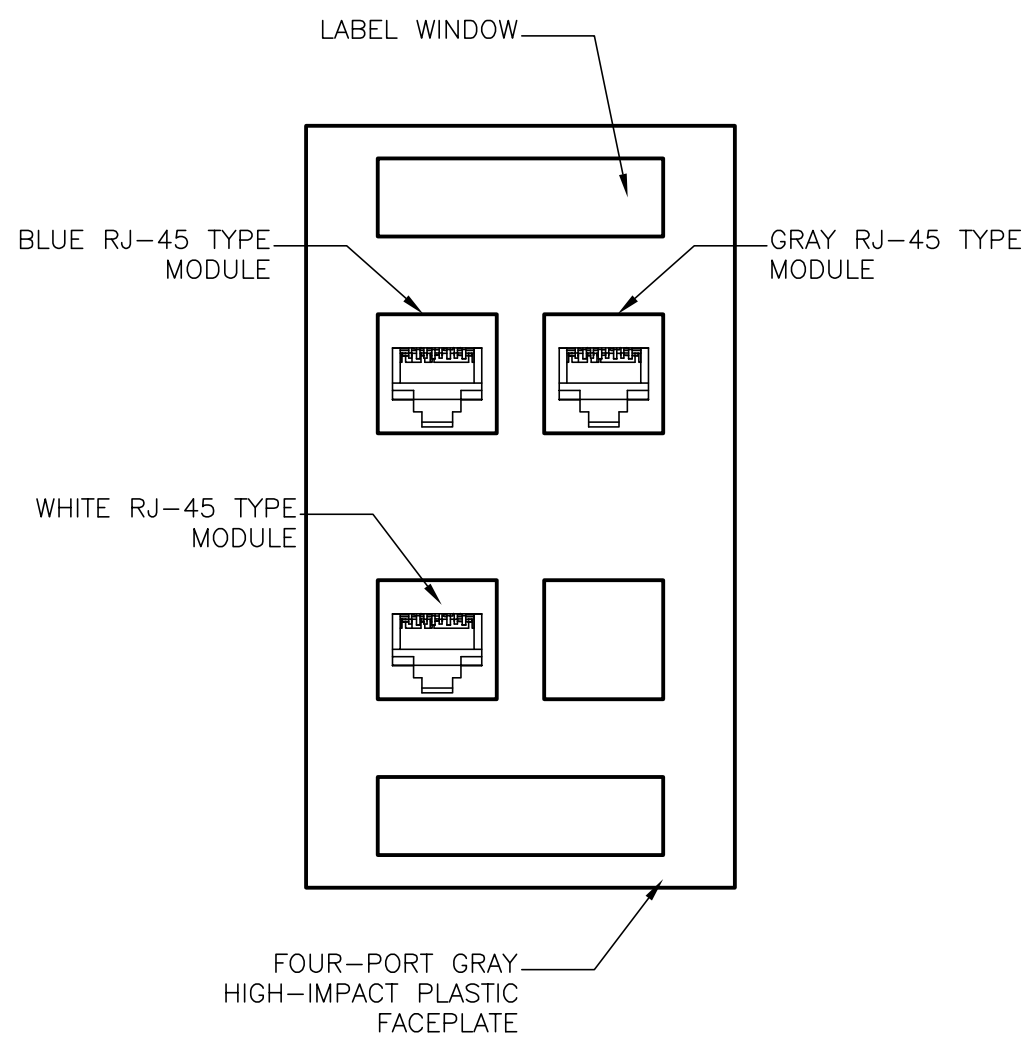 LABEL WINDOW
BLUE RJ-45 TYPE
MODULE
GRAY RJ-45 TYPE
MODULE
WHITE RJ-45 TYPE
MODULE
FOUR-PORT GRAY
HIGH-IMPACT PLASTIC
FACEPLATE